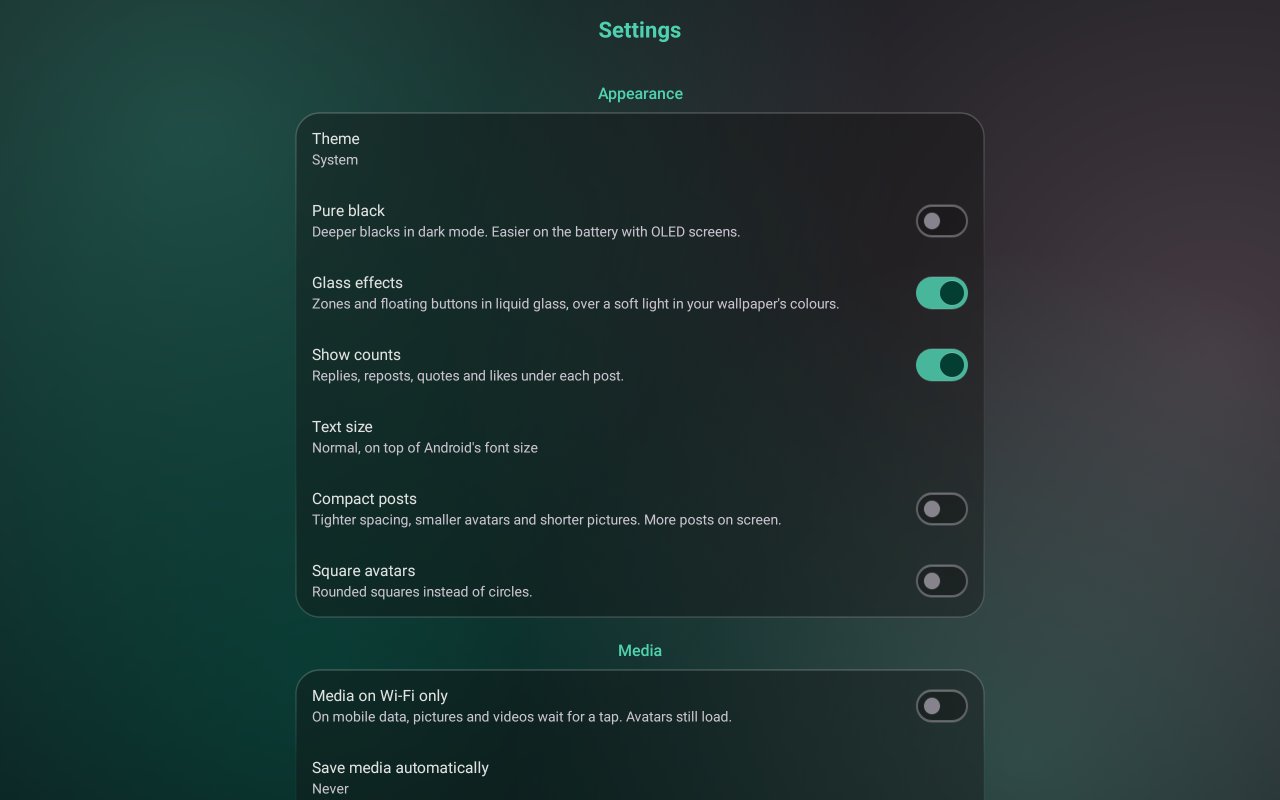 Settings
Appearance
Theme
System
Pure black
Deeper blacks in dark mode. Easier on the battery with OLED screens.
Glass effects
Zones and floating buttons in liquid glass, over a soft light in your wallpaper's colours.
Show counts
Replies, reposts, quotes and likes under each post.
Text size
Normal, on top of Android's font size
Compact posts
Tighter spacing, smaller avatars and shorter pictures. More posts on screen.
Square avatars
Rounded squares instead of circles.
Media
Media on Wi-Fi only
On mobile data, pictures and videos wait for a tap. Avatars still load.
Save media automatically
Never